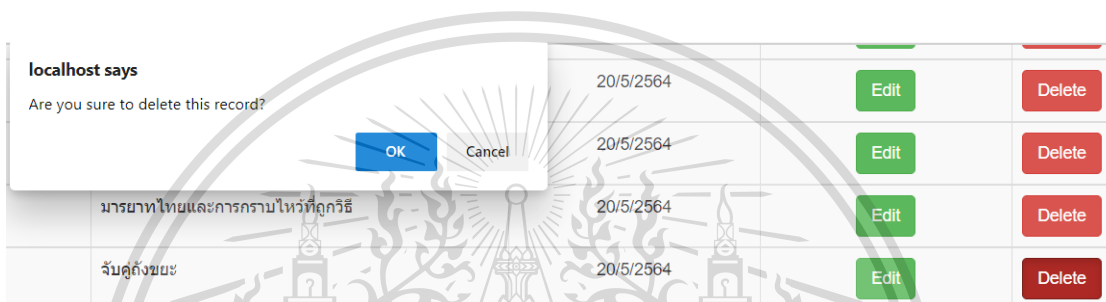 localhost says
Are you sure to delete this record?
OK Cancel
20/5/2564 Edit Delete
20/5/2564 Edit Delete
มารยาทไทยและการกราบไหว้ที่ถูกวิธี 20/5/2564 Edit Delete
จับคู่ถังขยะ 20/5/2564 Edit Delete